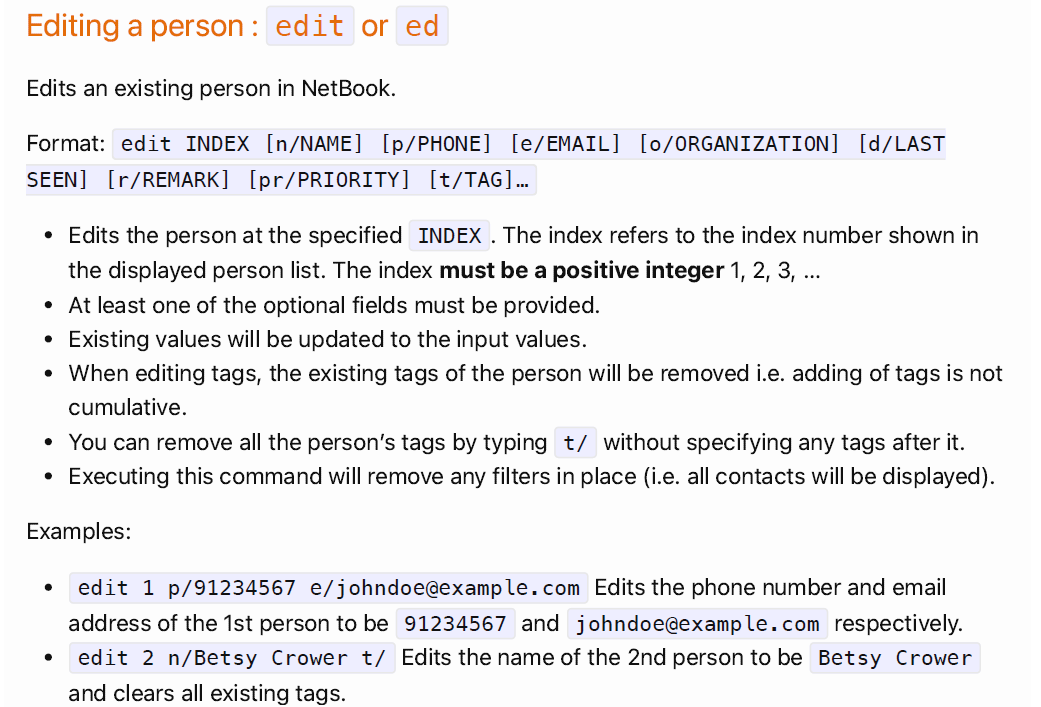 Editing a person : edit or ed
Edits an existing person in NetBook.
Format: edit INDEX [n/NAME] [p/PHONE] [e/EMAIL] [o/ORGANIZATION] [d/LAST
SEEN] [r/REMARK] [pr/PRIORITY] [t/TAG]…
• Edits the person at the specified INDEX . The index refers to the index number shown in
the displayed person list. The index must be a positive integer 1, 2, 3, …
• At least one of the optional fields must be provided.
• Existing values will be updated to the input values.
• When editing tags, the existing tags of the person will be removed i.e. adding of tags is not
cumulative.
• You can remove all the person’s tags by typing t/ without specifying any tags after it.
• Executing this command will remove any filters in place (i.e. all contacts will be displayed).
Examples:
• edit 1 p/91234567 e/johndoe@example.com Edits the phone number and email
address of the 1st person to be 91234567 and johndoe@example.com respectively.
• edit 2 n/Betsy Crower t/ Edits the name of the 2nd person to be Betsy Crower
and clears all existing tags.